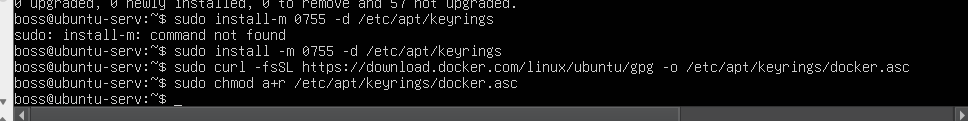 0 upgraded, 0 newly installed, 0 to remove and 57 not upgraded.
boss@ubuntu-serv:~$ sudo install-m 0755 -d /etc/apt/keyrings
sudo: install-m: command not found
boss@ubuntu-serv:~$ sudo install -m 0755 -d /etc/apt/keyrings
boss@ubuntu-serv:~$ sudo curl -fsSL https://download.docker.com/linux/ubuntu/gpg -o /etc/apt/keyrings/docker.asc
boss@ubuntu-serv:~$ sudo chmod a+r /etc/apt/keyrings/docker.asc
boss@ubuntu-serv:~$ _